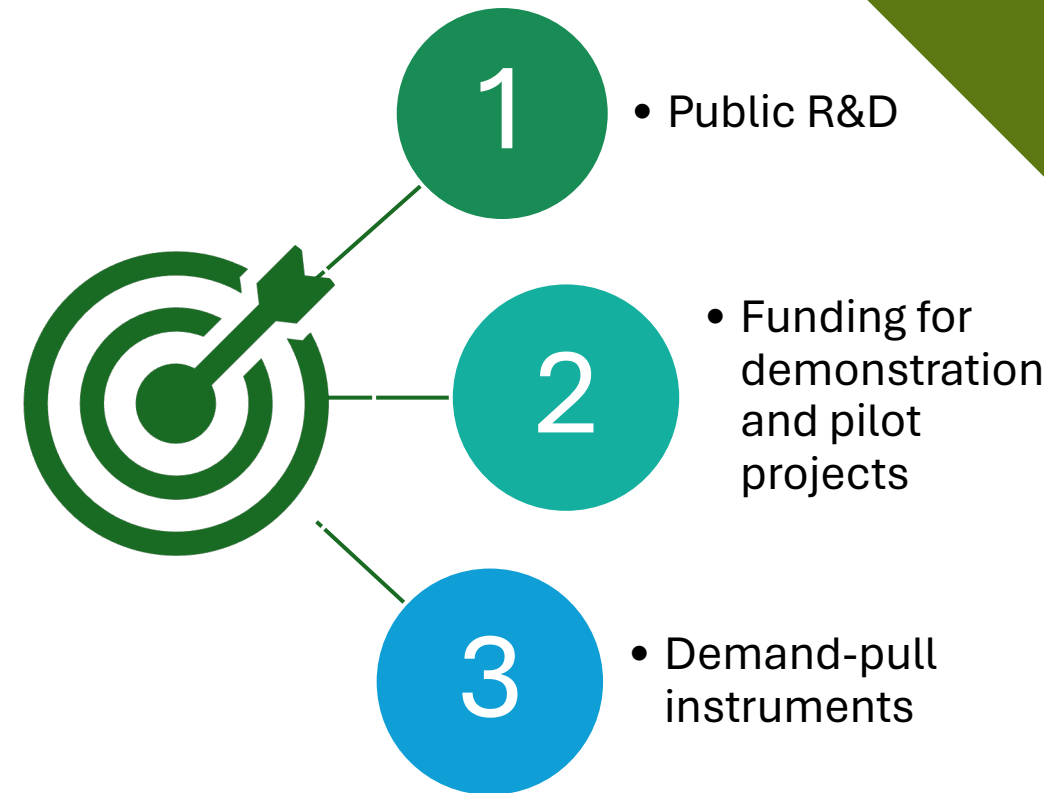 1
• Public R&D
2
• Funding for
demonstration
and pilot
projects
3
• Demand-pull
instruments